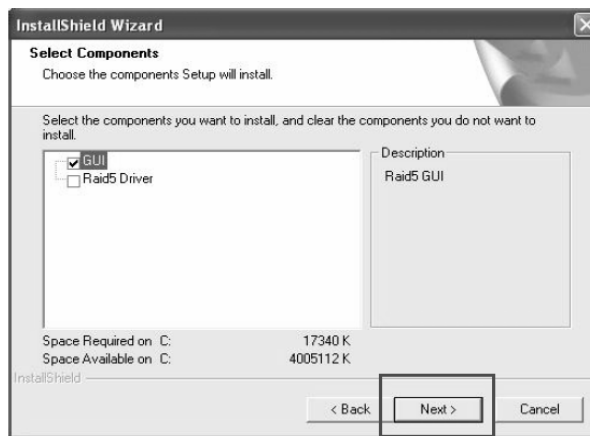 InstallShield Wizard
Select Components
Choose the components Setup will install.
Select the components you want to install, and clear the components you do not want to
install.
GUI
Raid5 Driver
Description
Raid5 GUI
Space Required on C: 17340 K
Space Available on C: 4005112 K
InstallShield
< Back Next > Cancel